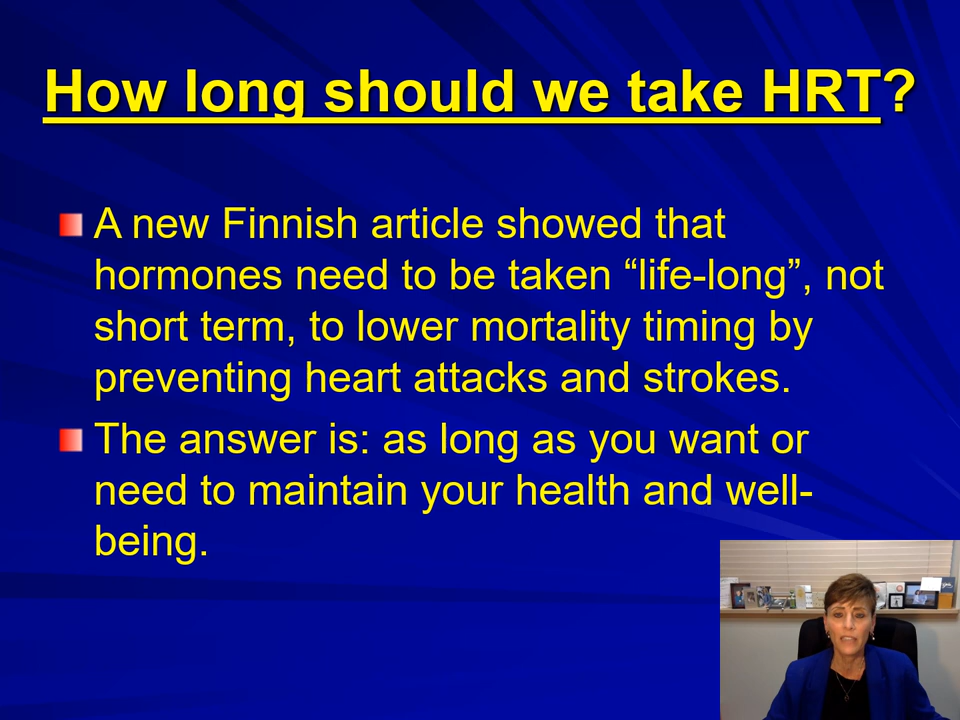 How long should we take HRT?
A new Finnish article showed that
hormones need to be taken “life-long”, not
short term, to lower mortality timing by
preventing heart attacks and strokes.
The answer is: as long as you want or
need to maintain your health and well-
being.